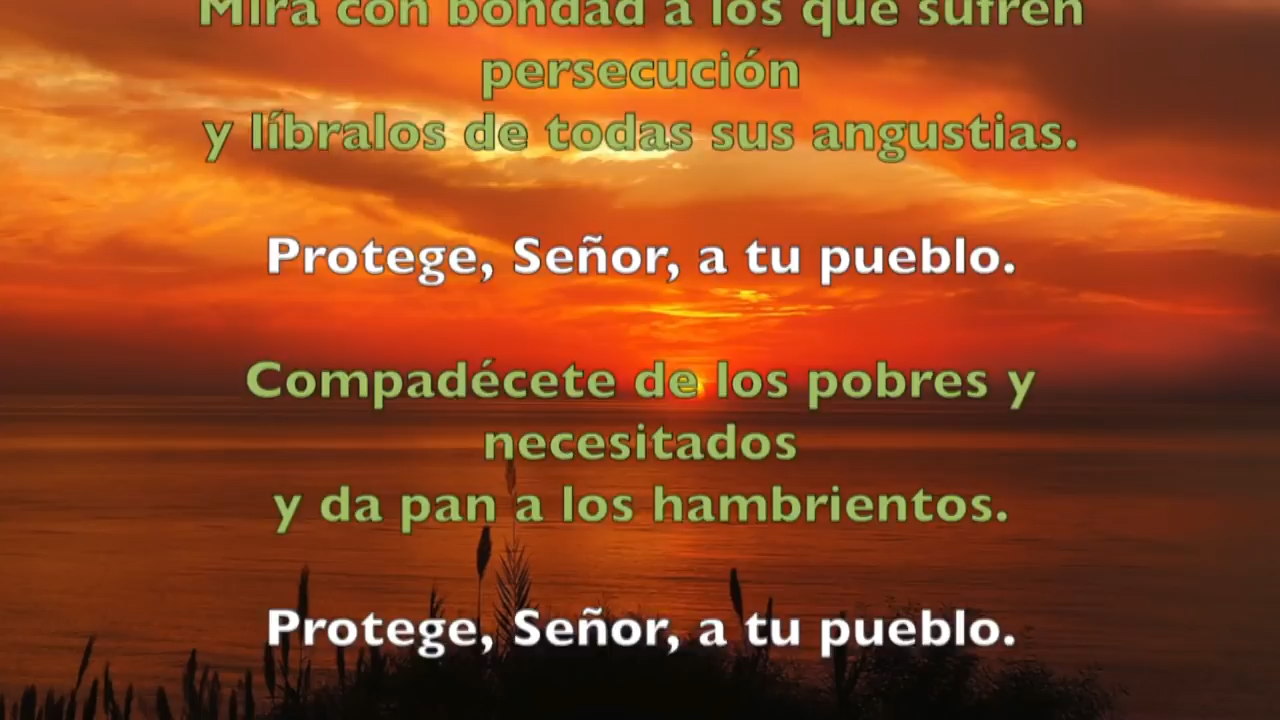 Mira con bondad a los que sufren
persecución
y líbralos de todas sus angustias.
Protege, Señor, a tu pueblo.
Compadécete de los pobres y
necesitados
y da pan a los hambrientos.
Protege, Señor, a tu pueblo.